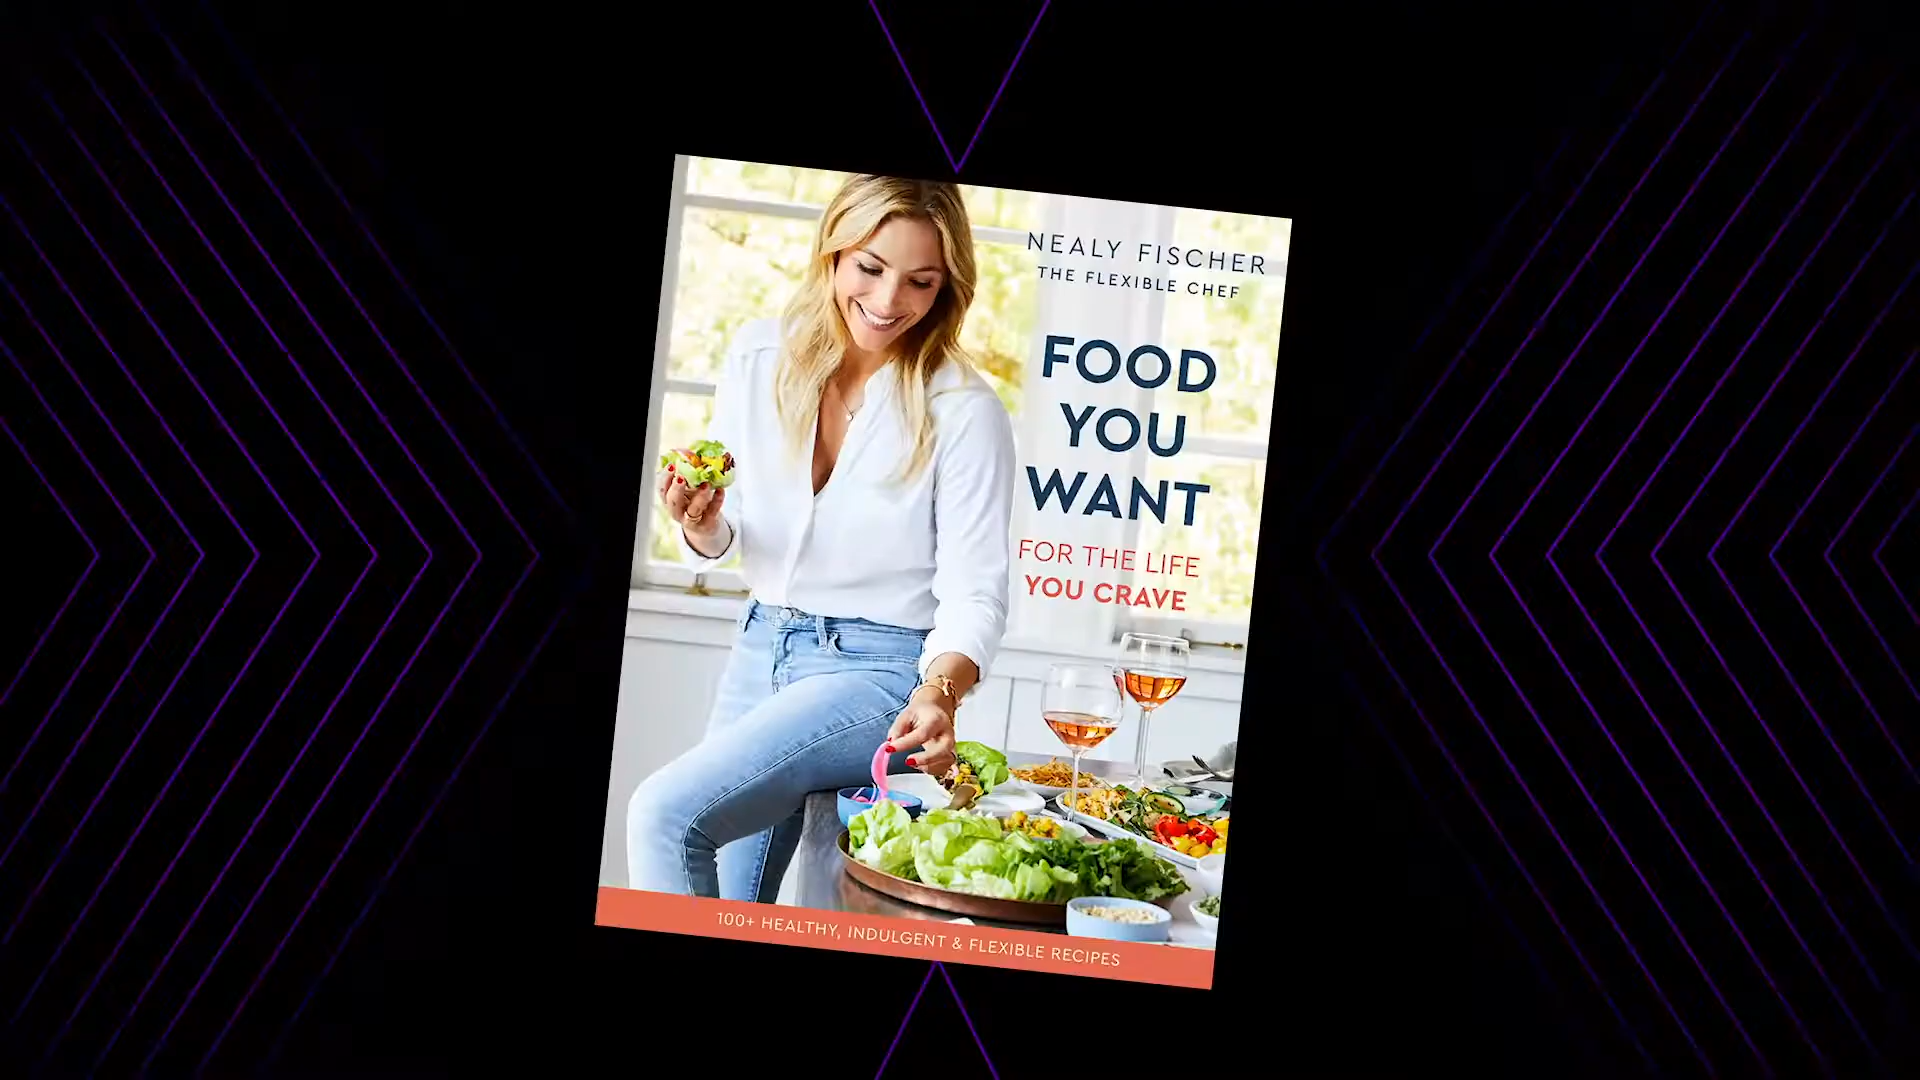 NEALY FISCHER
THE FLEXIBLE CHEF
FOOD
YOU
WANT
FOR THE LIFE
YOU CRAVE
100+ HEALTHY, INDULGENT & FLEXIBLE RECIPES